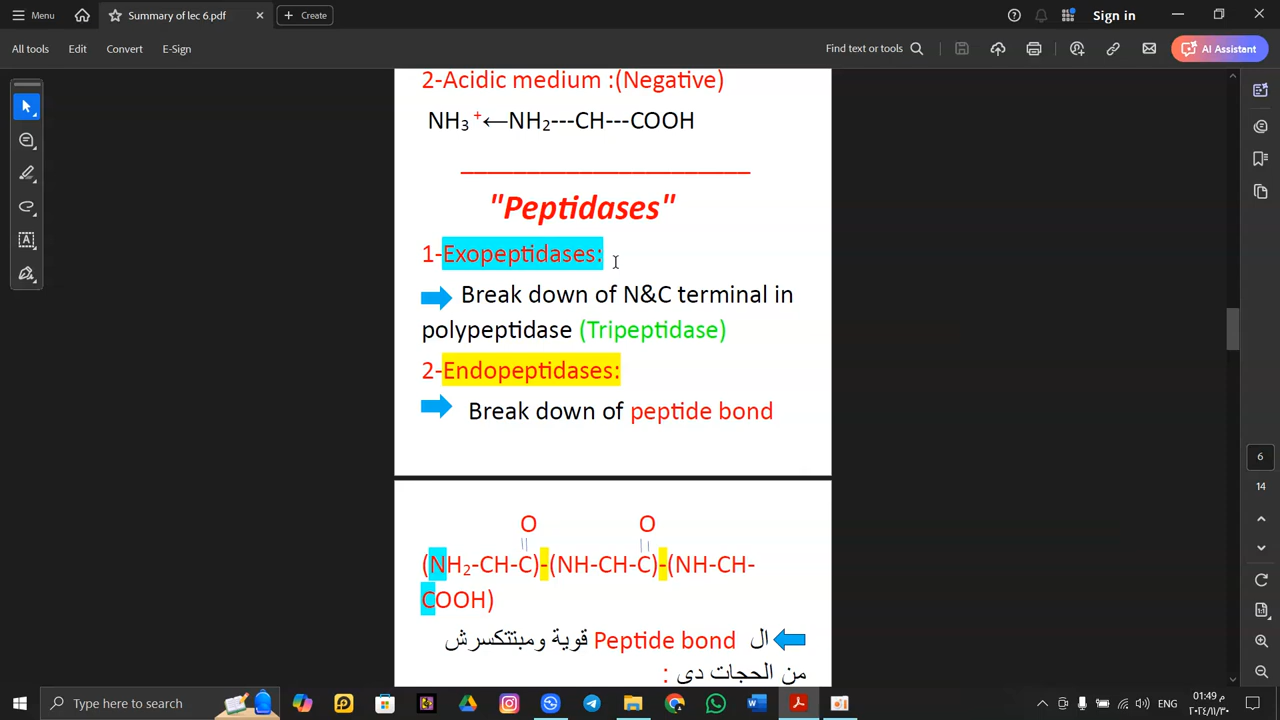 Menu
Summary of lec 6.pdf
Create
Sign in
All tools
Edit
Convert
E-Sign
Find text or tools
AI Assistant
2-Acidic medium :(Negative)
NH3 +←NH2---CH---COOH
"Peptidases"
1-Exopeptidases:
Break down of N&C terminal in
polypeptidase (Tripeptidase)
2-Endopeptidases:
Break down of peptide bond
6
14
O O
(NH2-CH-C)-(NH-CH-C)-(NH-CH-
COOH)
ال Peptide bond قوية ومبتتكسرش
من الحجات دي :
Type here to search
ENG
01:49 م